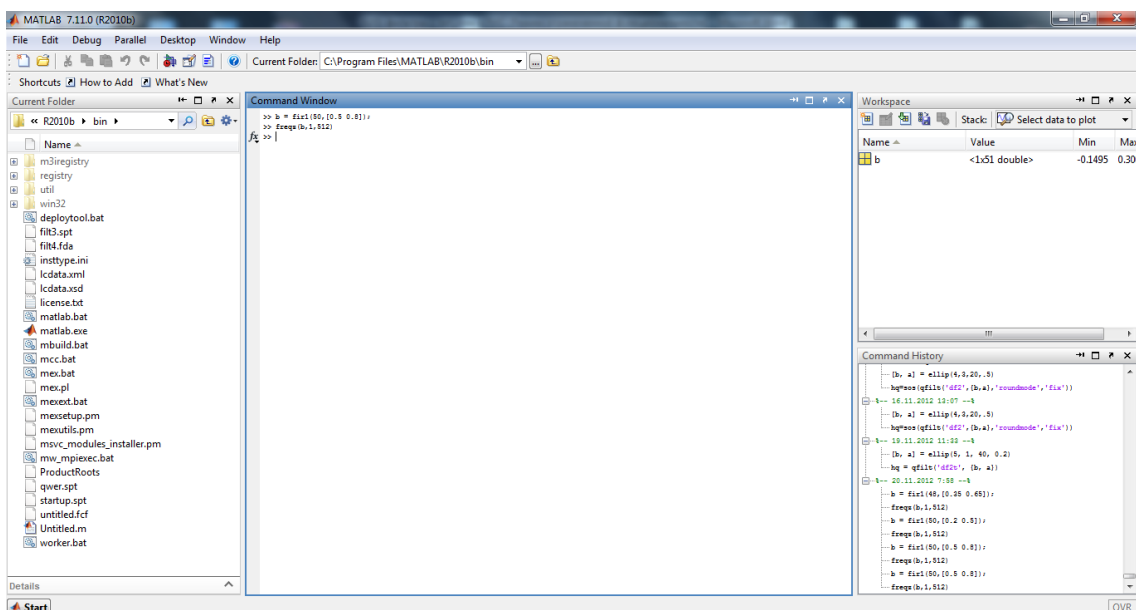 MATLAB 7.11.0 (R2010b)
File Edit Debug Parallel Desktop Window Help
Current Folder: C:\Program Files\MATLAB\R2010b\bin
Shortcuts How to Add What's New
Current Folder
« R2010b bin
Name
m3iregistry
registry
util
win32
deploytool.bat
filt3.spt
filt4.fda
insttype.ini
lcdata.xml
lcdata.xsd
license.txt
matlab.bat
matlab.exe
mbuild.bat
mcc.bat
mex.bat
mex.pl
mexext.bat
mexsetup.pm
mexutils.pm
msvc_modules_installer.pm
mw_mpiexec.bat
ProductRoots
qwer.spt
startup.spt
untitled.fcf
Untitled.m
worker.bat
Details
Command Window
>> b = fir1(50,[0.5 0.8]);
>> freqs(b,1,512)
fx >>
Workspace
Stack: Select data to plot
Name Value Min Max
b <1x51 double> -0.1495 0.30
Command History
[b, a] = ellip(4,3,20,.5)
hq=sos(qfilt('df2',{b,a},'roundmode','fix'))
%-- 16.11.2012 13:07 --%
[b, a] = ellip(4,3,20,.5)
hq=sos(qfilt('df2',{b,a},'roundmode','fix'))
%-- 19.11.2012 11:33 --%
[b, a] = ellip(5, 1, 40, 0.2)
hq = qfilt('df2t', {b, a})
%-- 20.11.2012 7:58 --%
b = fir1(48,[0.35 0.65]);
freqs(b,1,512)
b = fir1(50,[0.2 0.5]);
freqs(b,1,512)
b = fir1(50,[0.5 0.8]);
freqs(b,1,512)
b = fir1(50,[0.5 0.8]);
freqs(b,1,512)
Start
OVR